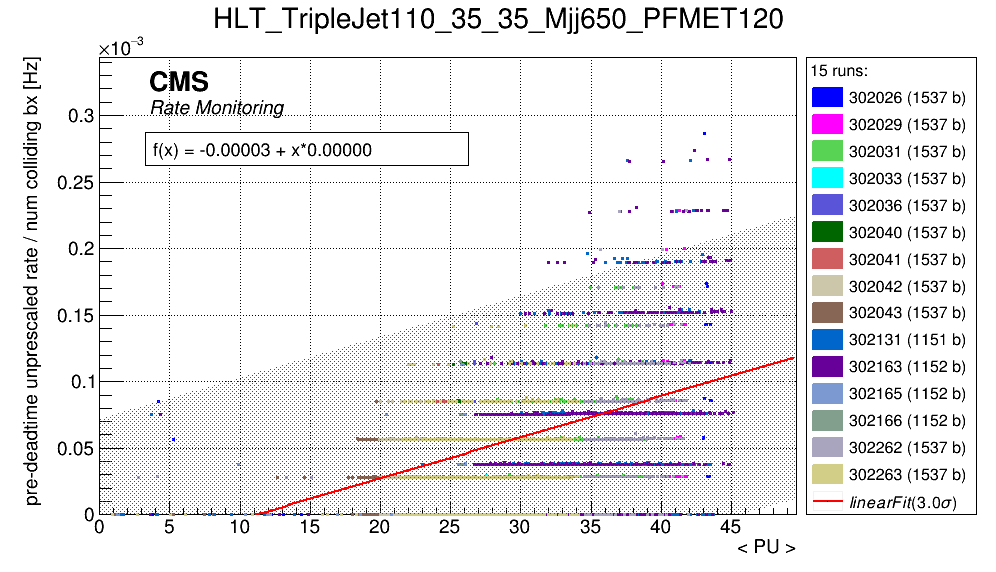 HLT_TripleJet110_35_35_Mjj650_PFMET120
×10⁻³
pre-deadtime unprescaled rate / num colliding bx [Hz]
CMS
Rate Monitoring
f(x) = -0.00003 + x*0.00000
0.3
0.25
0.2
0.15
0.1
0.05
0
0 5 10 15 20 25 30 35 40 45
< PU >
15 runs:
302026 (1537 b)
302029 (1537 b)
302031 (1537 b)
302033 (1537 b)
302036 (1537 b)
302040 (1537 b)
302041 (1537 b)
302042 (1537 b)
302043 (1537 b)
302131 (1151 b)
302163 (1152 b)
302165 (1152 b)
302166 (1152 b)
302262 (1537 b)
302263 (1537 b)
linearFit(3.0σ)